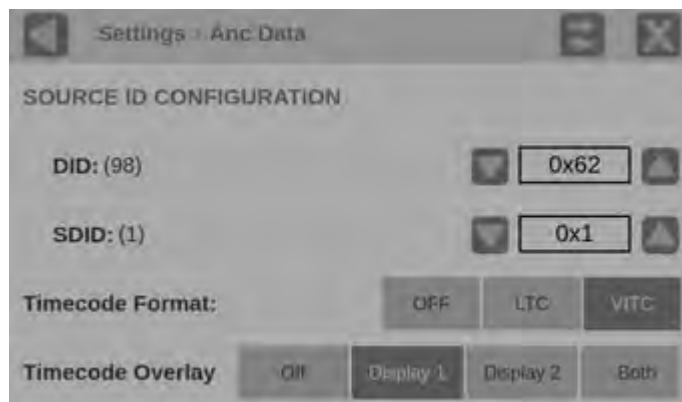 Settings > Anc Data
SOURCE ID CONFIGURATION
DID: (98) 0x62
SDID: (1) 0x1
Timecode Format: OFF LTC VITC
Timecode Overlay Off Display 1 Display 2 Both